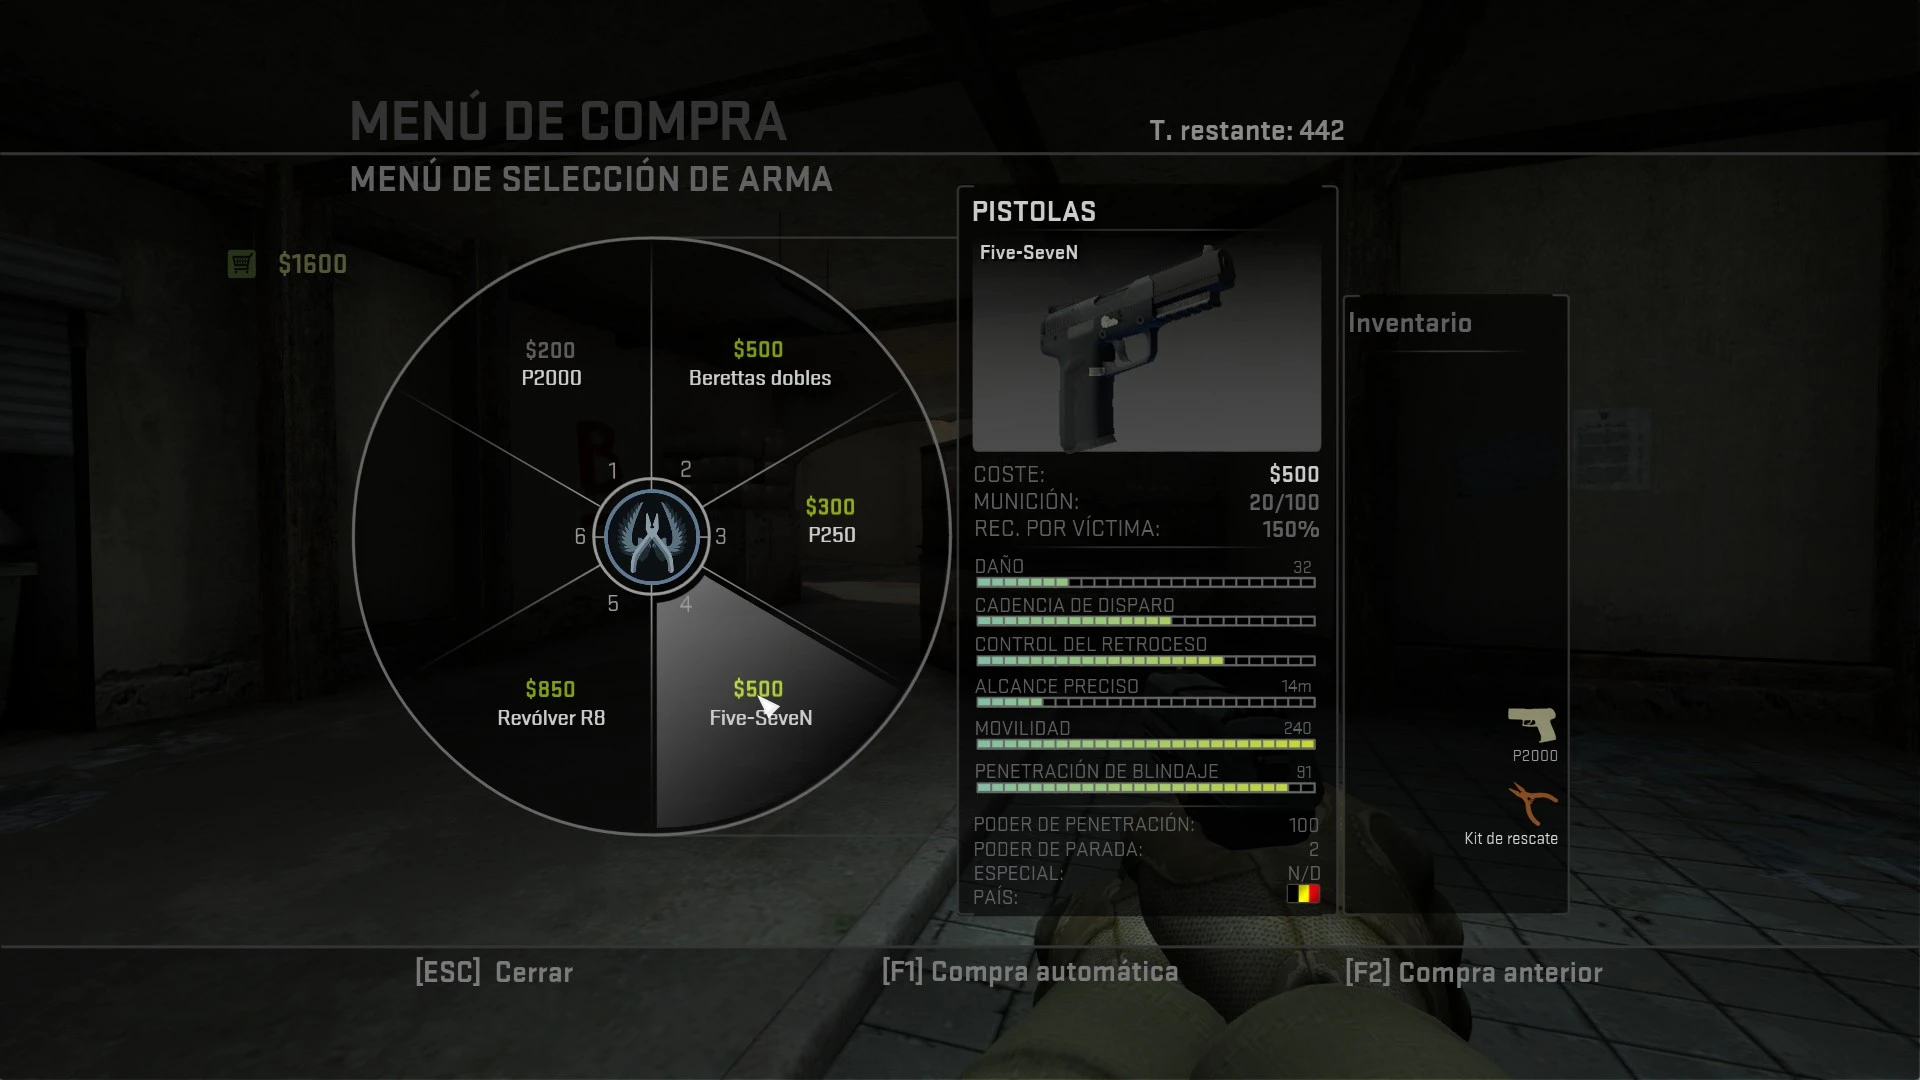 MENÚ DE COMPRA
T. restante: 442
MENÚ DE SELECCIÓN DE ARMA
$1600
$200
P2000
$500
Berettas dobles
$300
P250
$500
Five-SeveN
$850
Revólver R8
1
2
3
4
5
6
B
PISTOLAS
Five-SeveN
COSTE: $500
MUNICIÓN: 20/100
REC. POR VÍCTIMA: 150%
DAÑO 32
CADENCIA DE DISPARO
CONTROL DEL RETROCESO
ALCANCE PRECISO 14m
MOVILIDAD 240
PENETRACIÓN DE BLINDAJE 91
PODER DE PENETRACIÓN: 100
PODER DE PARADA: 2
ESPECIAL: N/D
PAÍS:
Inventario
P2000
Kit de rescate
[ESC] Cerrar
[F1] Compra automática
[F2] Compra anterior